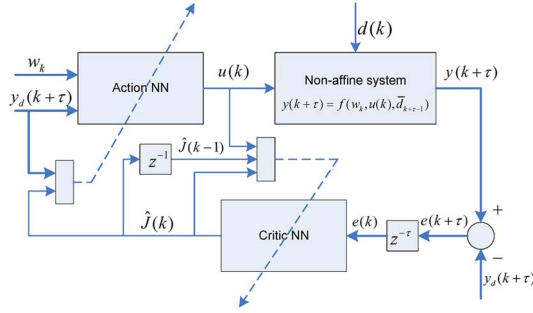 d(k)
w_k
Action NN
u(k)
Non-affine system
y(k+τ)
y_d(k+τ)
y(k+τ) = f(w_k, u(k), d̅_{k+τ−1})
z^{−1}
Ĵ(k−1)
Ĵ(k)
Critic NN
e(k)
z^{−τ}
e(k+τ)
+
−
y_d(k+τ)